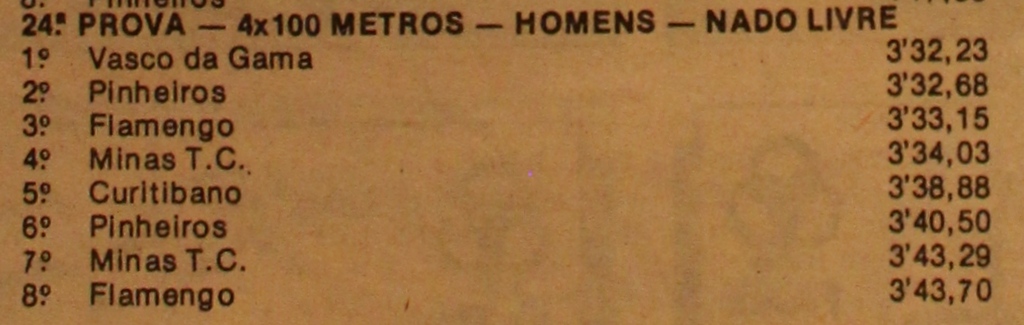 24ª PROVA — 4x100 METROS — HOMENS — NADO LIVRE
1º Vasco da Gama 3'32,23
2º Pinheiros 3'32,68
3º Flamengo 3'33,15
4º Minas T.C. 3'34,03
5º Curitibano 3'38,88
6º Pinheiros 3'40,50
7º Minas T.C. 3'43,29
8º Flamengo 3'43,70